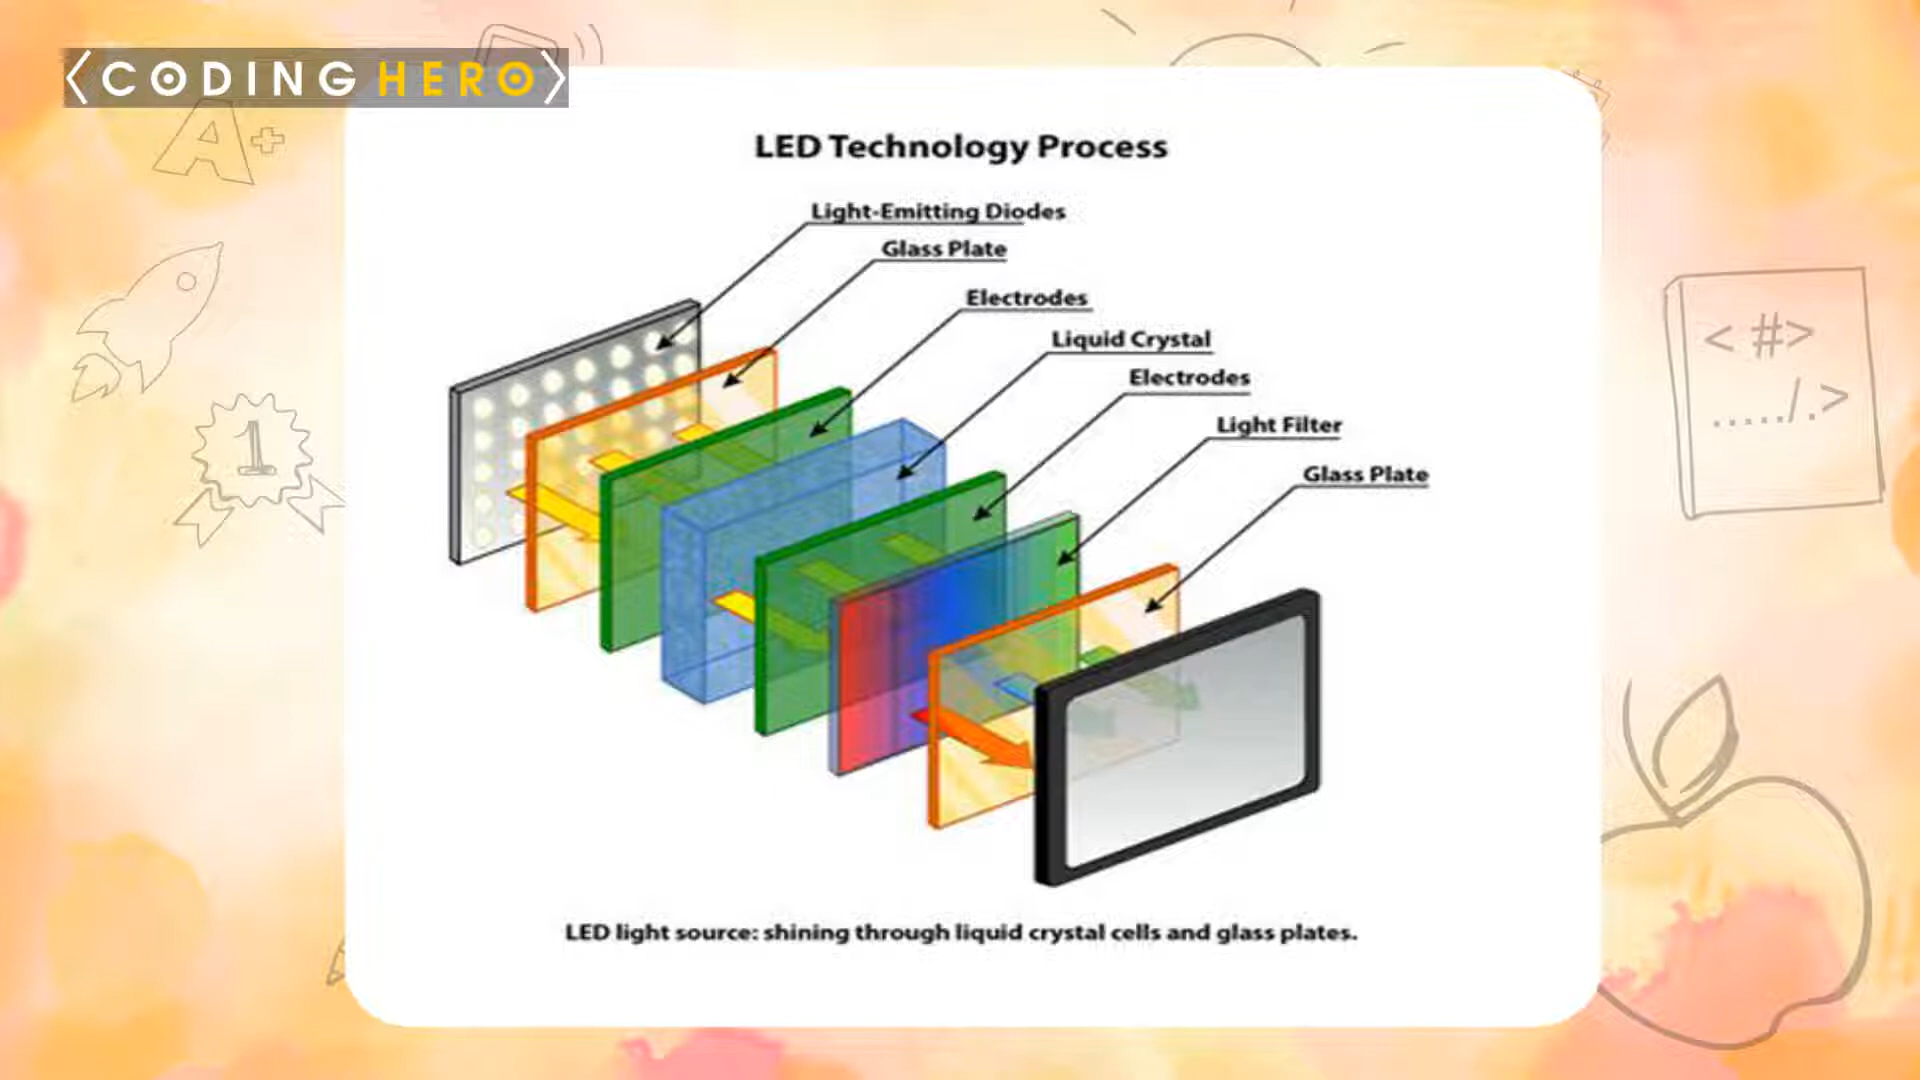 <CODING HERO>
LED Technology Process
Light-Emitting Diodes
Glass Plate
Electrodes
Liquid Crystal
Electrodes
Light Filter
Glass Plate
LED light source: shining through liquid crystal cells and glass plates.
A+
1
< #>
...../.>